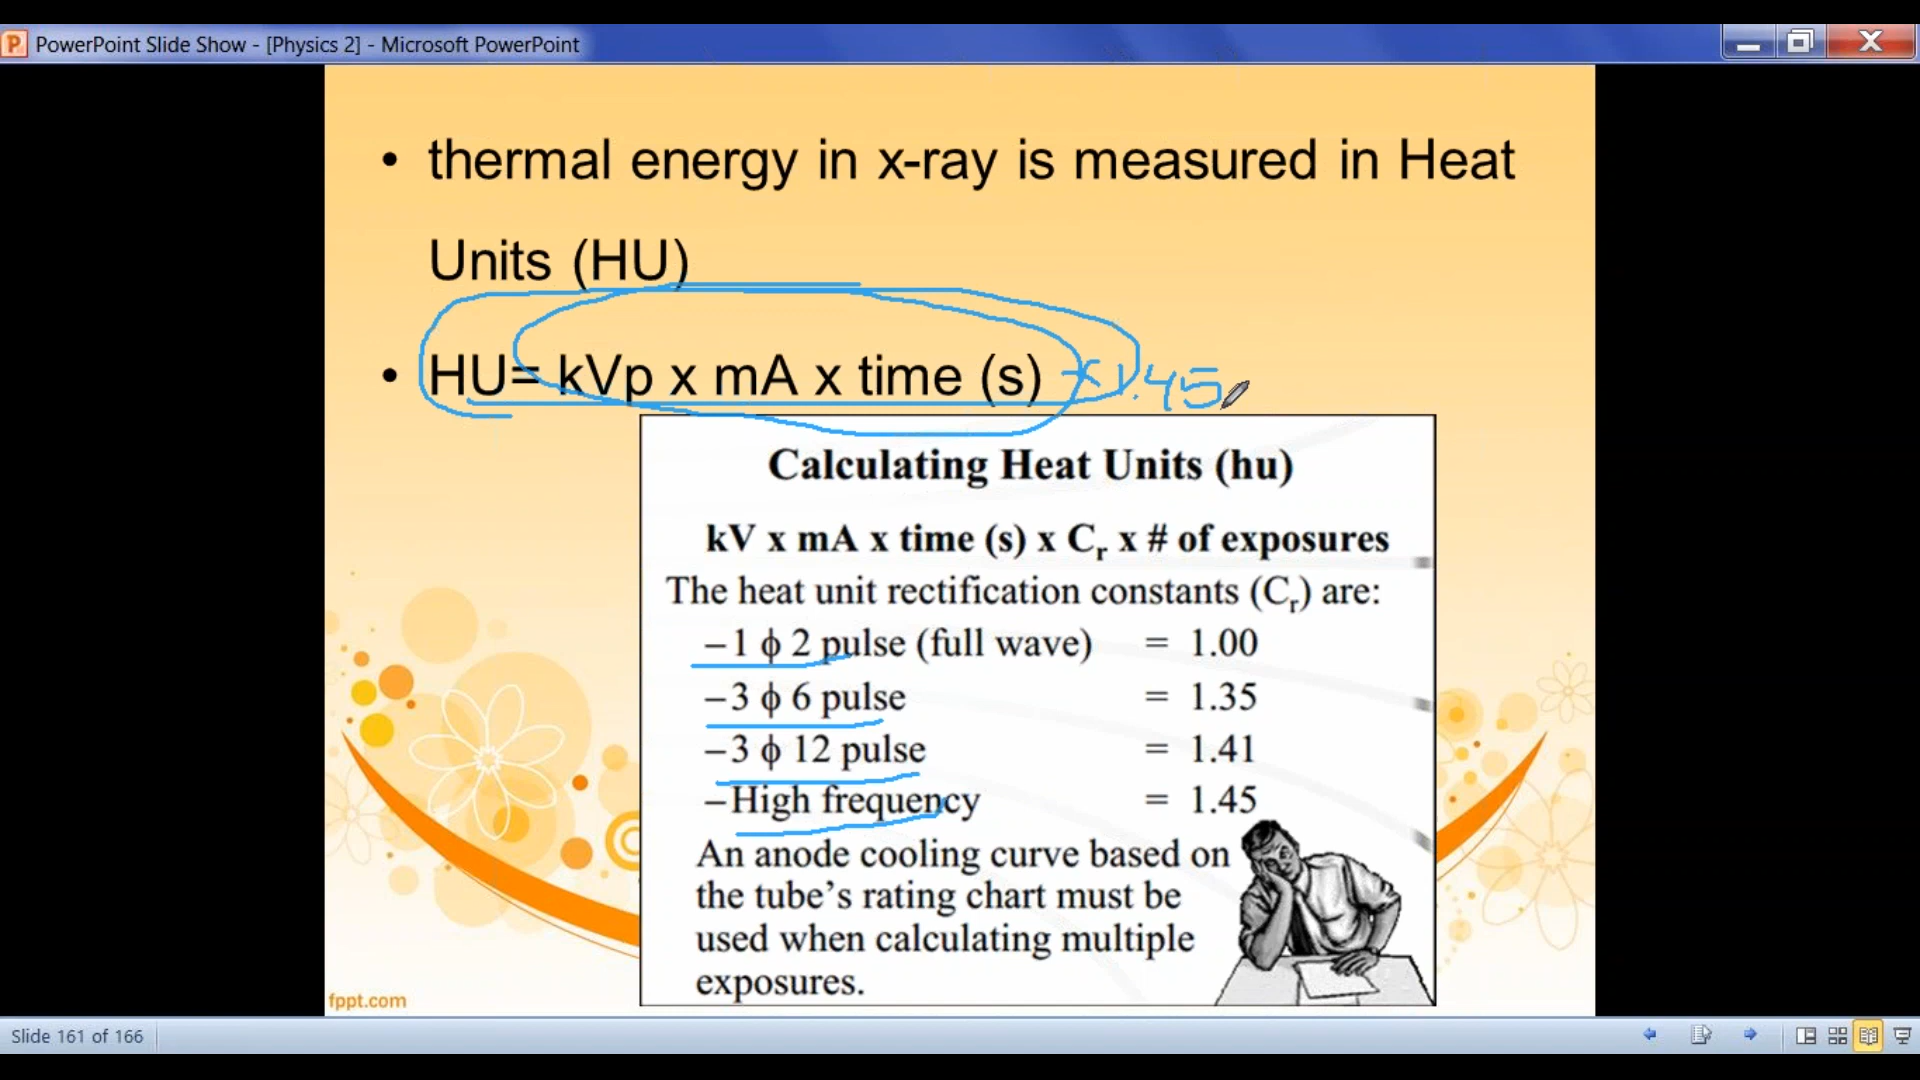 PowerPoint Slide Show - [Physics 2] - Microsoft PowerPoint
• thermal energy in x-ray is measured in Heat
Units (HU)
• HU= kVp x mA x time (s) x 1.45
Calculating Heat Units (hu)
kV x mA x time (s) x Cr x # of exposures
The heat unit rectification constants (Cr) are:
– 1 ϕ 2 pulse (full wave) = 1.00
– 3 ϕ 6 pulse = 1.35
– 3 ϕ 12 pulse = 1.41
– High frequency = 1.45
An anode cooling curve based on
the tube's rating chart must be
used when calculating multiple
exposures.
fppt.com
Slide 161 of 166